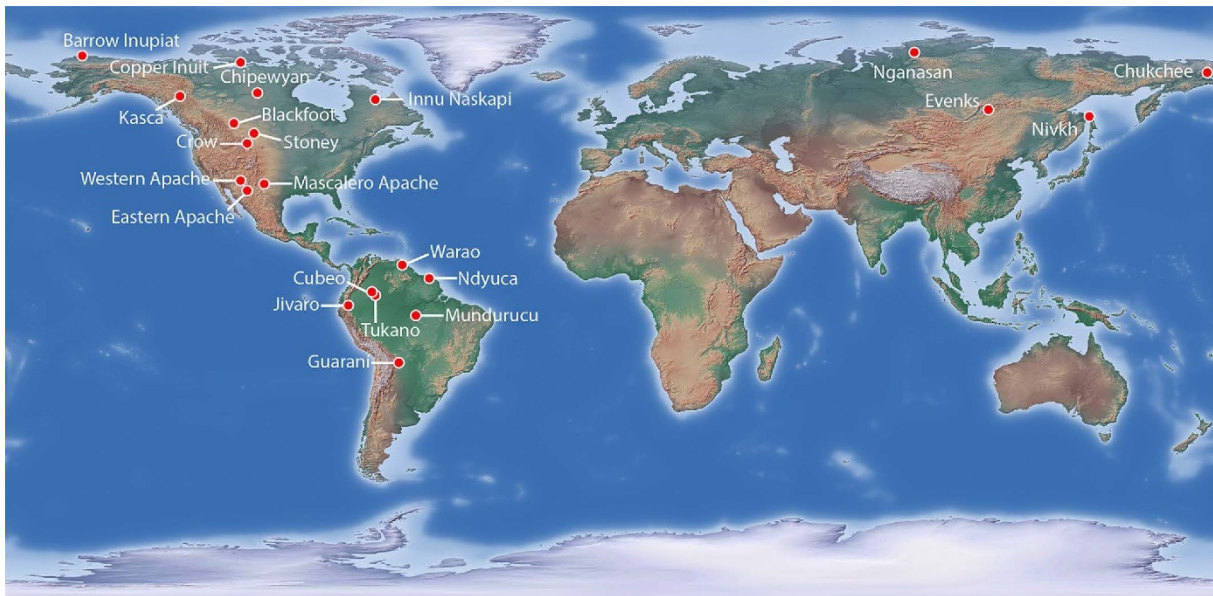 Barrow Inupiat
Copper Inuit
Chipewyan
Kasca
Blackfoot
Innu Naskapi
Crow
Stoney
Western Apache
Mascalero Apache
Eastern Apache
Nganasan
Chukchee
Evenks
Nivkh
Warao
Cubeo
Ndyuca
Jivaro
Tukano
Mundurucu
Guarani